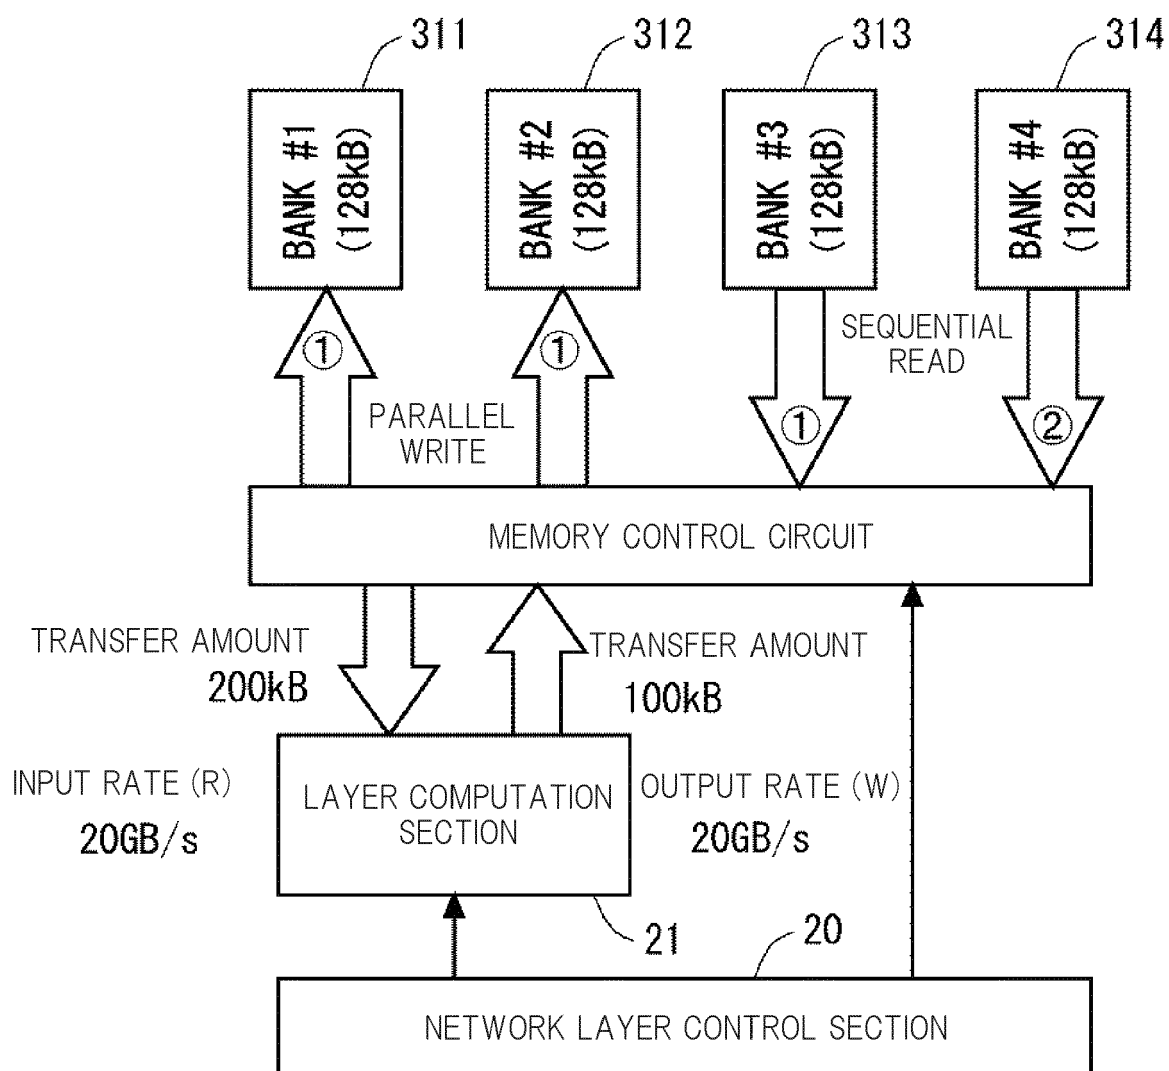 311
312
313
314
BANK #1
(128kB)
BANK #2
(128kB)
BANK #3
(128kB)
BANK #4
(128kB)
①
①
PARALLEL
WRITE
SEQUENTIAL
READ
①
②
MEMORY CONTROL CIRCUIT
TRANSFER AMOUNT
200kB
TRANSFER AMOUNT
100kB
INPUT RATE (R)
20GB/s
LAYER COMPUTATION
SECTION
OUTPUT RATE (W)
20GB/s
21
20
NETWORK LAYER CONTROL SECTION